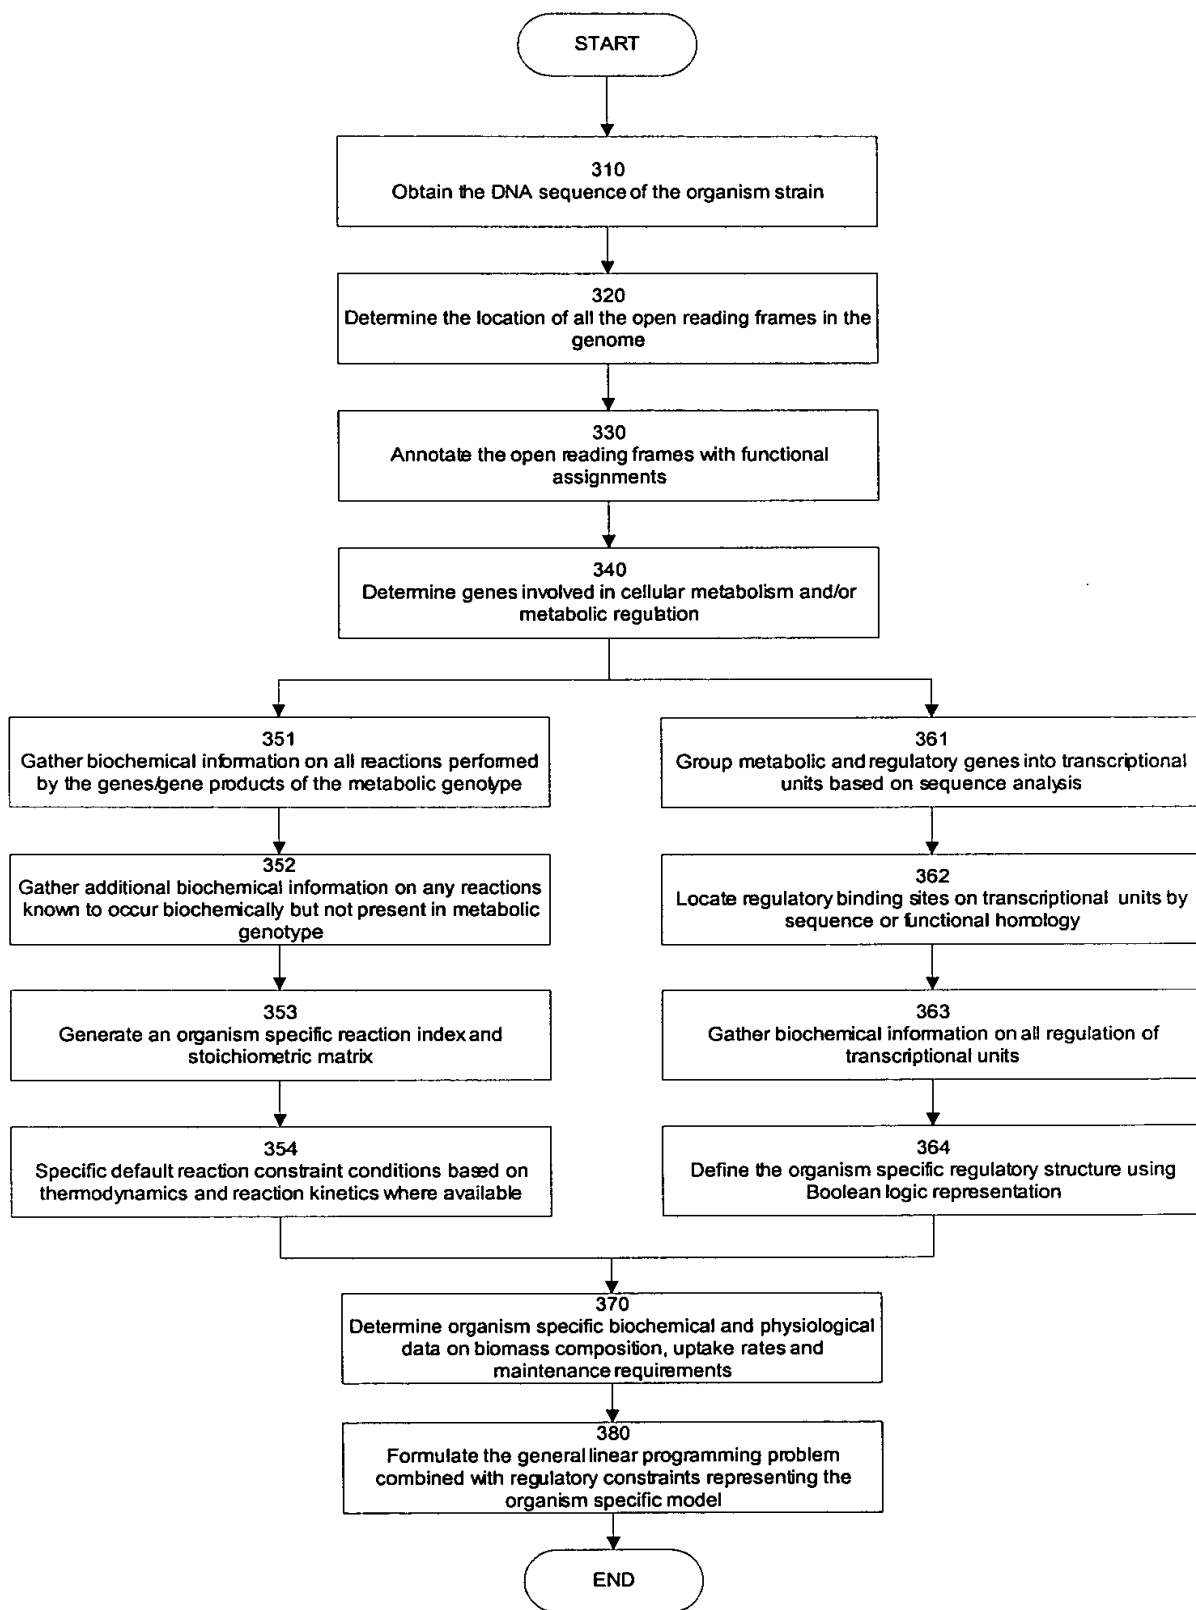 START
310
Obtain the DNA sequence of the organism strain
320
Determine the location of all the open reading frames in the
genome
330
Annotate the open reading frames with functional
assignments
340
Determine genes involved in cellular metabolism and/or
metabolic regulation
351
Gather biochemical information on all reactions performed
by the genes/gene products of the metabolic genotype
352
Gather additional biochemical information on any reactions
known to occur biochemically but not present in metabolic
genotype
353
Generate an organism specific reaction index and
stoichiometric matrix
354
Specific default reaction constraint conditions based on
thermodynamics and reaction kinetics where available
361
Group metabolic and regulatory genes into transcriptional
units based on sequence analysis
362
Locate regulatory binding sites on transcriptional units by
sequence or functional homology
363
Gather biochemical information on all regulation of
transcriptional units
364
Define the organism specific regulatory structure using
Boolean logic representation
370
Determine organism specific biochemical and physiological
data on biomass composition, uptake rates and
maintenance requirements
380
Formulate the general linear programming problem
combined with regulatory constraints representing the
organism specific model
END